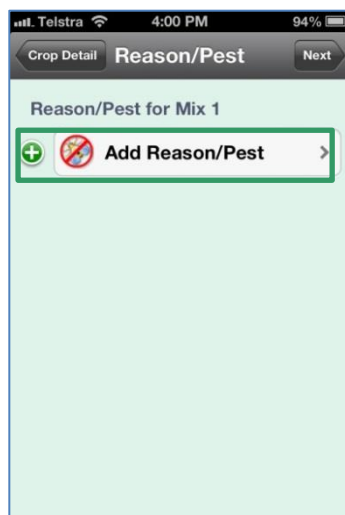 Telstra 4:00 PM 94%
Crop Detail Reason/Pest Next
Reason/Pest for Mix 1
Add Reason/Pest